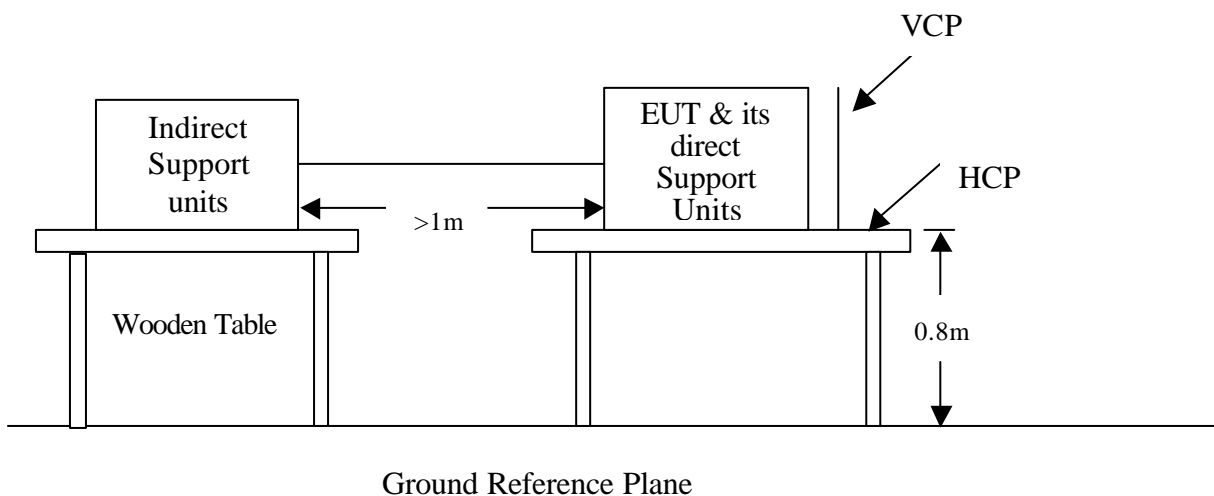 VCP
Indirect
Support
units
EUT & its
direct
Support
Units
HCP
>1m
Wooden Table
0.8m
Ground Reference Plane